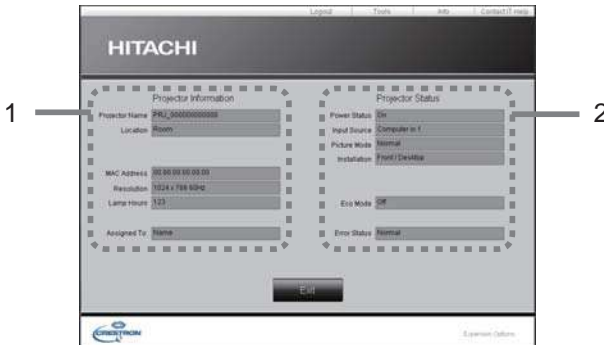 Logout Tools Info Contact IT Help
HITACHI
1
2
Projector Information
Projector Name PRJ_000000000000
Location Room
MAC Address 00.00.00.00.00.00
Resolution 1024 x 768 60Hz
Lamp Hours 123
Assigned To Name
Projector Status
Power Status On
Input Source Computer in 1
Picture Mode Normal
Installation Front / Desktop
Eco Mode Off
Error Status Normal
Exit
CRESTRON
Expansion Options